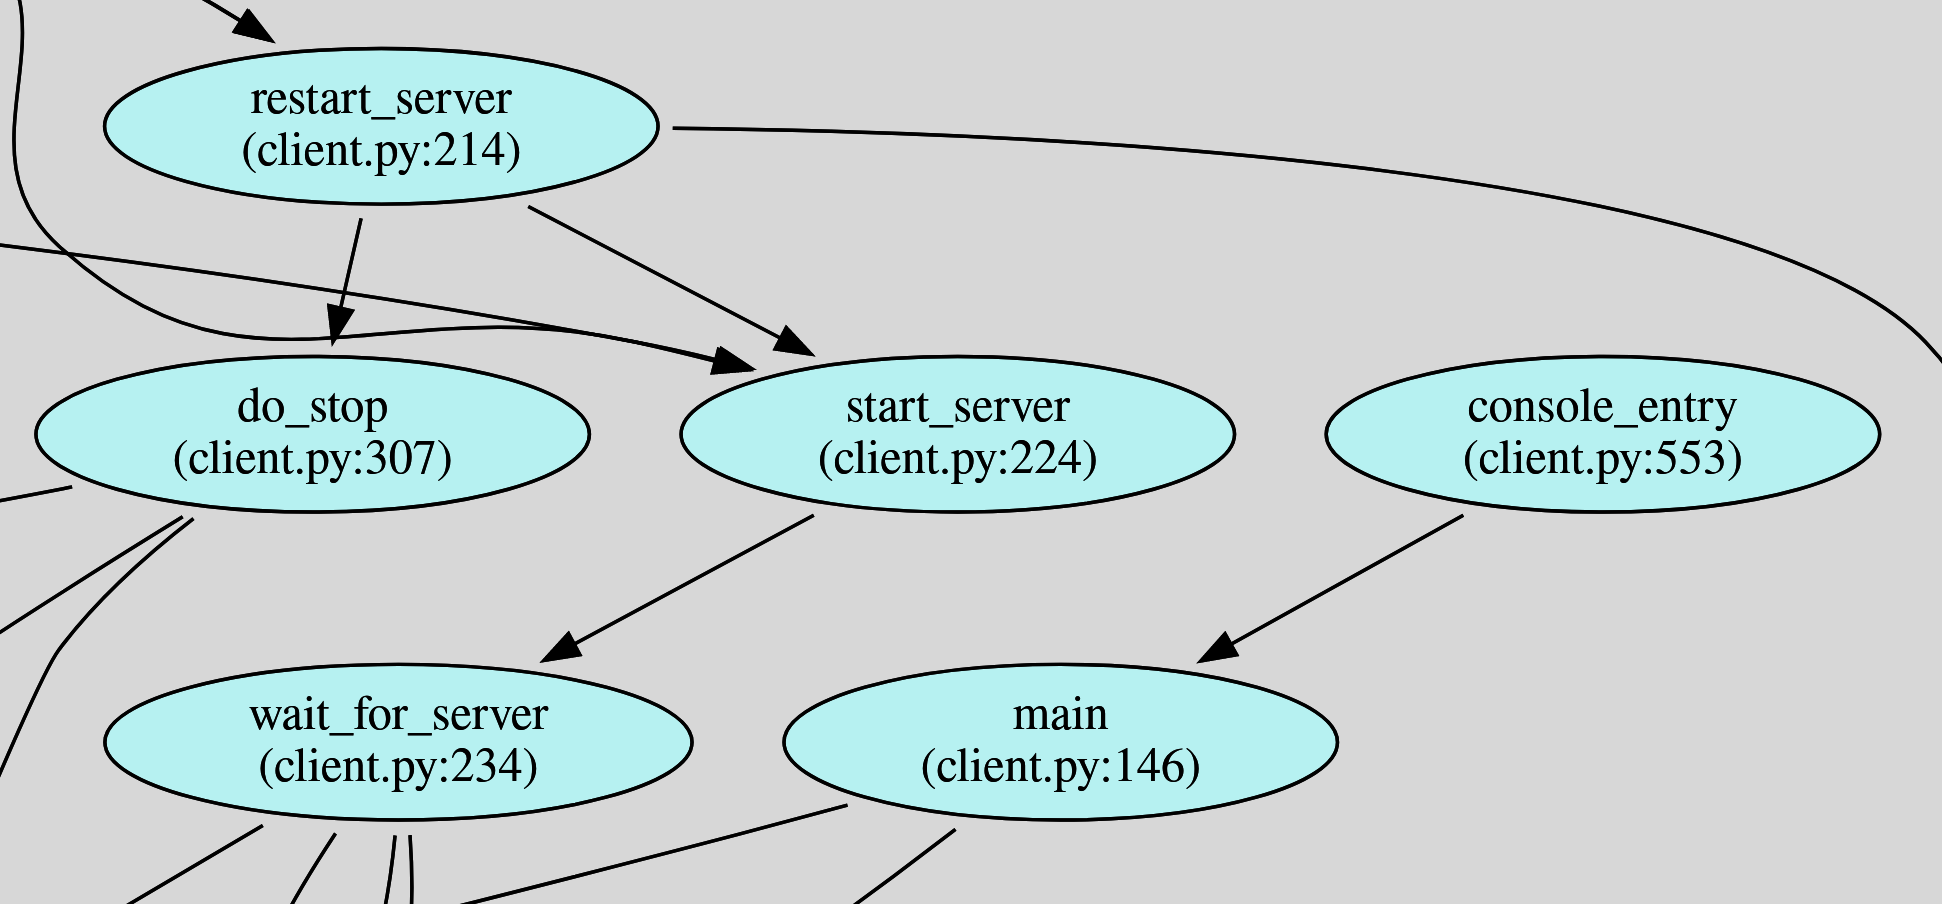 restart_server
(client.py:214)
do_stop
(client.py:307)
start_server
(client.py:224)
console_entry
(client.py:553)
wait_for_server
(client.py:234)
main
(client.py:146)